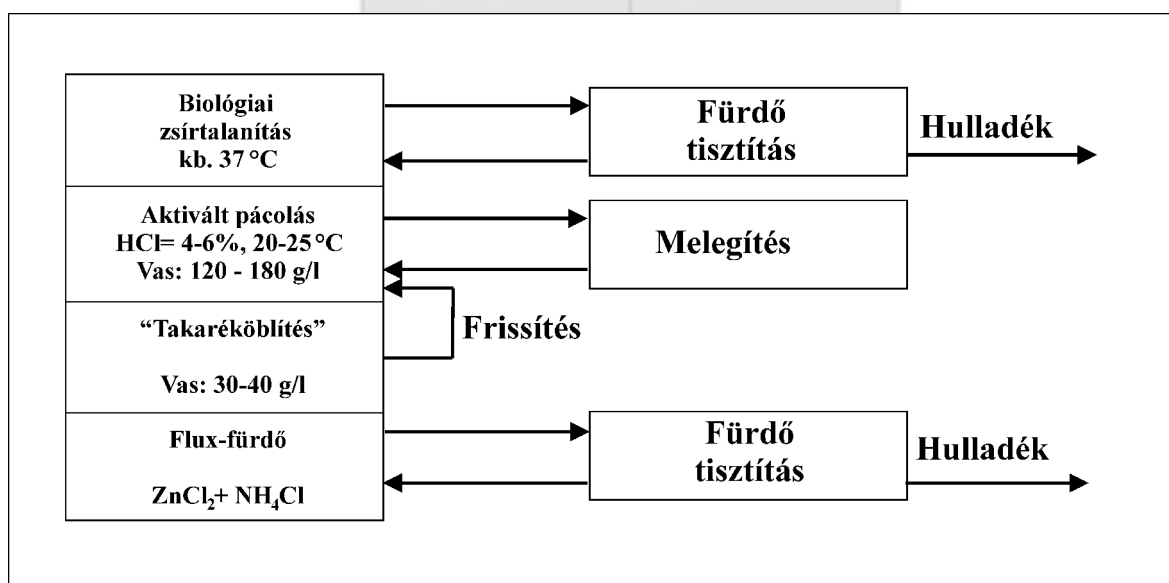 Biológiai
zsírtalanítás
kb. 37 °C
Fürdő
tisztítás
Hulladék
Aktivált pácolás
HCl= 4-6%, 20-25 °C
Vas: 120 - 180 g/l
Melegítés
“Takaréköblítés”
Vas: 30-40 g/l
Frissítés
Flux-fürdő
ZnCl₂+ NH₄Cl
Fürdő
tisztítás
Hulladék